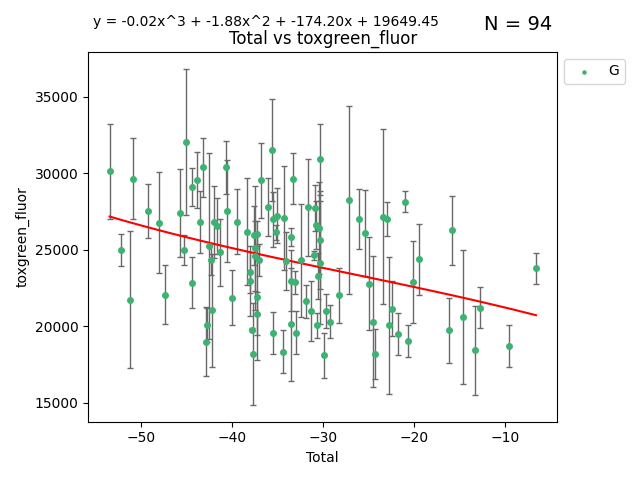 y = -0.02x^3 + -1.88x^2 + -174.20x + 19649.45
N = 94
Total vs toxgreen_fluor
G
35000
30000
25000
20000
15000
toxgreen_fluor
−50
−40
−30
−20
−10
Total